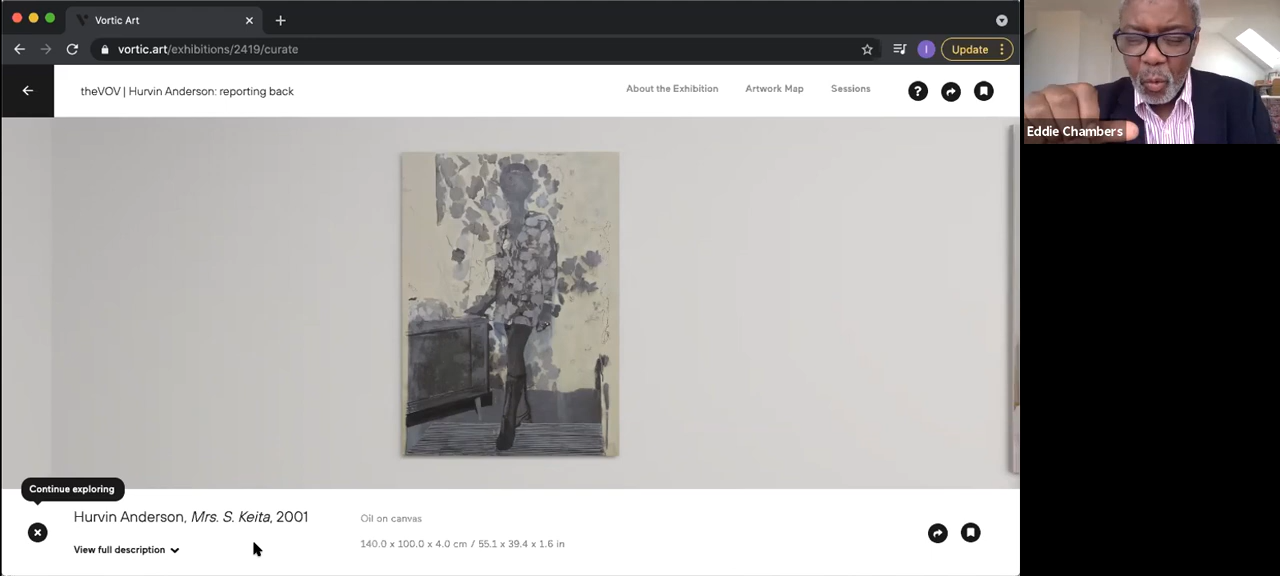 Vortic Art
vortic.art/exhibitions/2419/curate
I
Update
theVOV | Hurvin Anderson: reporting back
About the Exhibition
Artwork Map
Sessions
?
Eddie Chambers
Continue exploring
Hurvin Anderson, Mrs. S. Keita, 2001
View full description
Oil on canvas
140.0 x 100.0 x 4.0 cm / 55.1 x 39.4 x 1.6 in